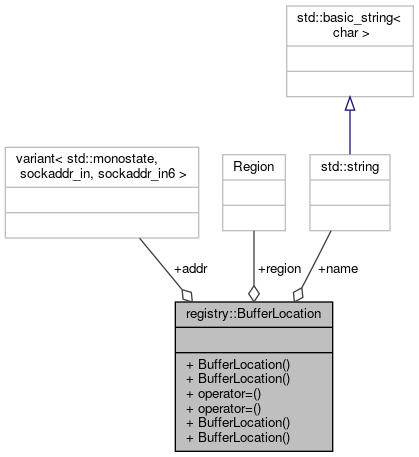 std::basic_string<
char >
variant< std::monostate,
sockaddr_in, sockaddr_in6 >
Region
std::string
+addr
+region
+name
registry::BufferLocation
+ BufferLocation()
+ BufferLocation()
+ operator=()
+ operator=()
+ BufferLocation()
+ BufferLocation()